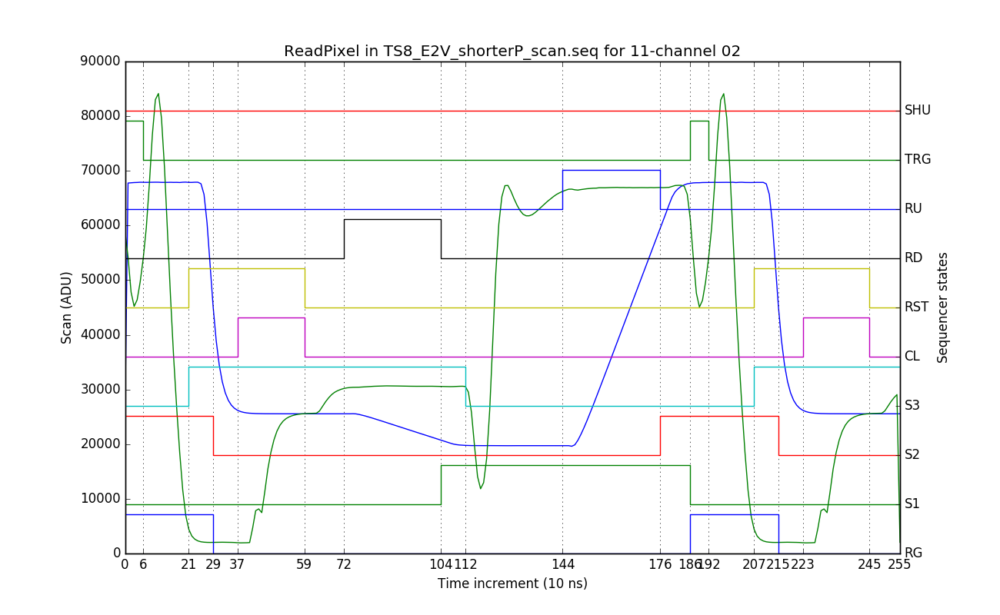 ReadPixel in TS8_E2V_shorterP_scan.seq for 11-channel 02
90000
80000
70000
60000
50000
40000
30000
20000
10000
0
Scan (ADU)
SHU
TRG
RU
RD
RST
CL
S3
S2
S1
RG
Sequencer states
0 6 21 29 37 59 72 104 112 144 176 186 192 207 215 223 245 255
Time increment (10 ns)